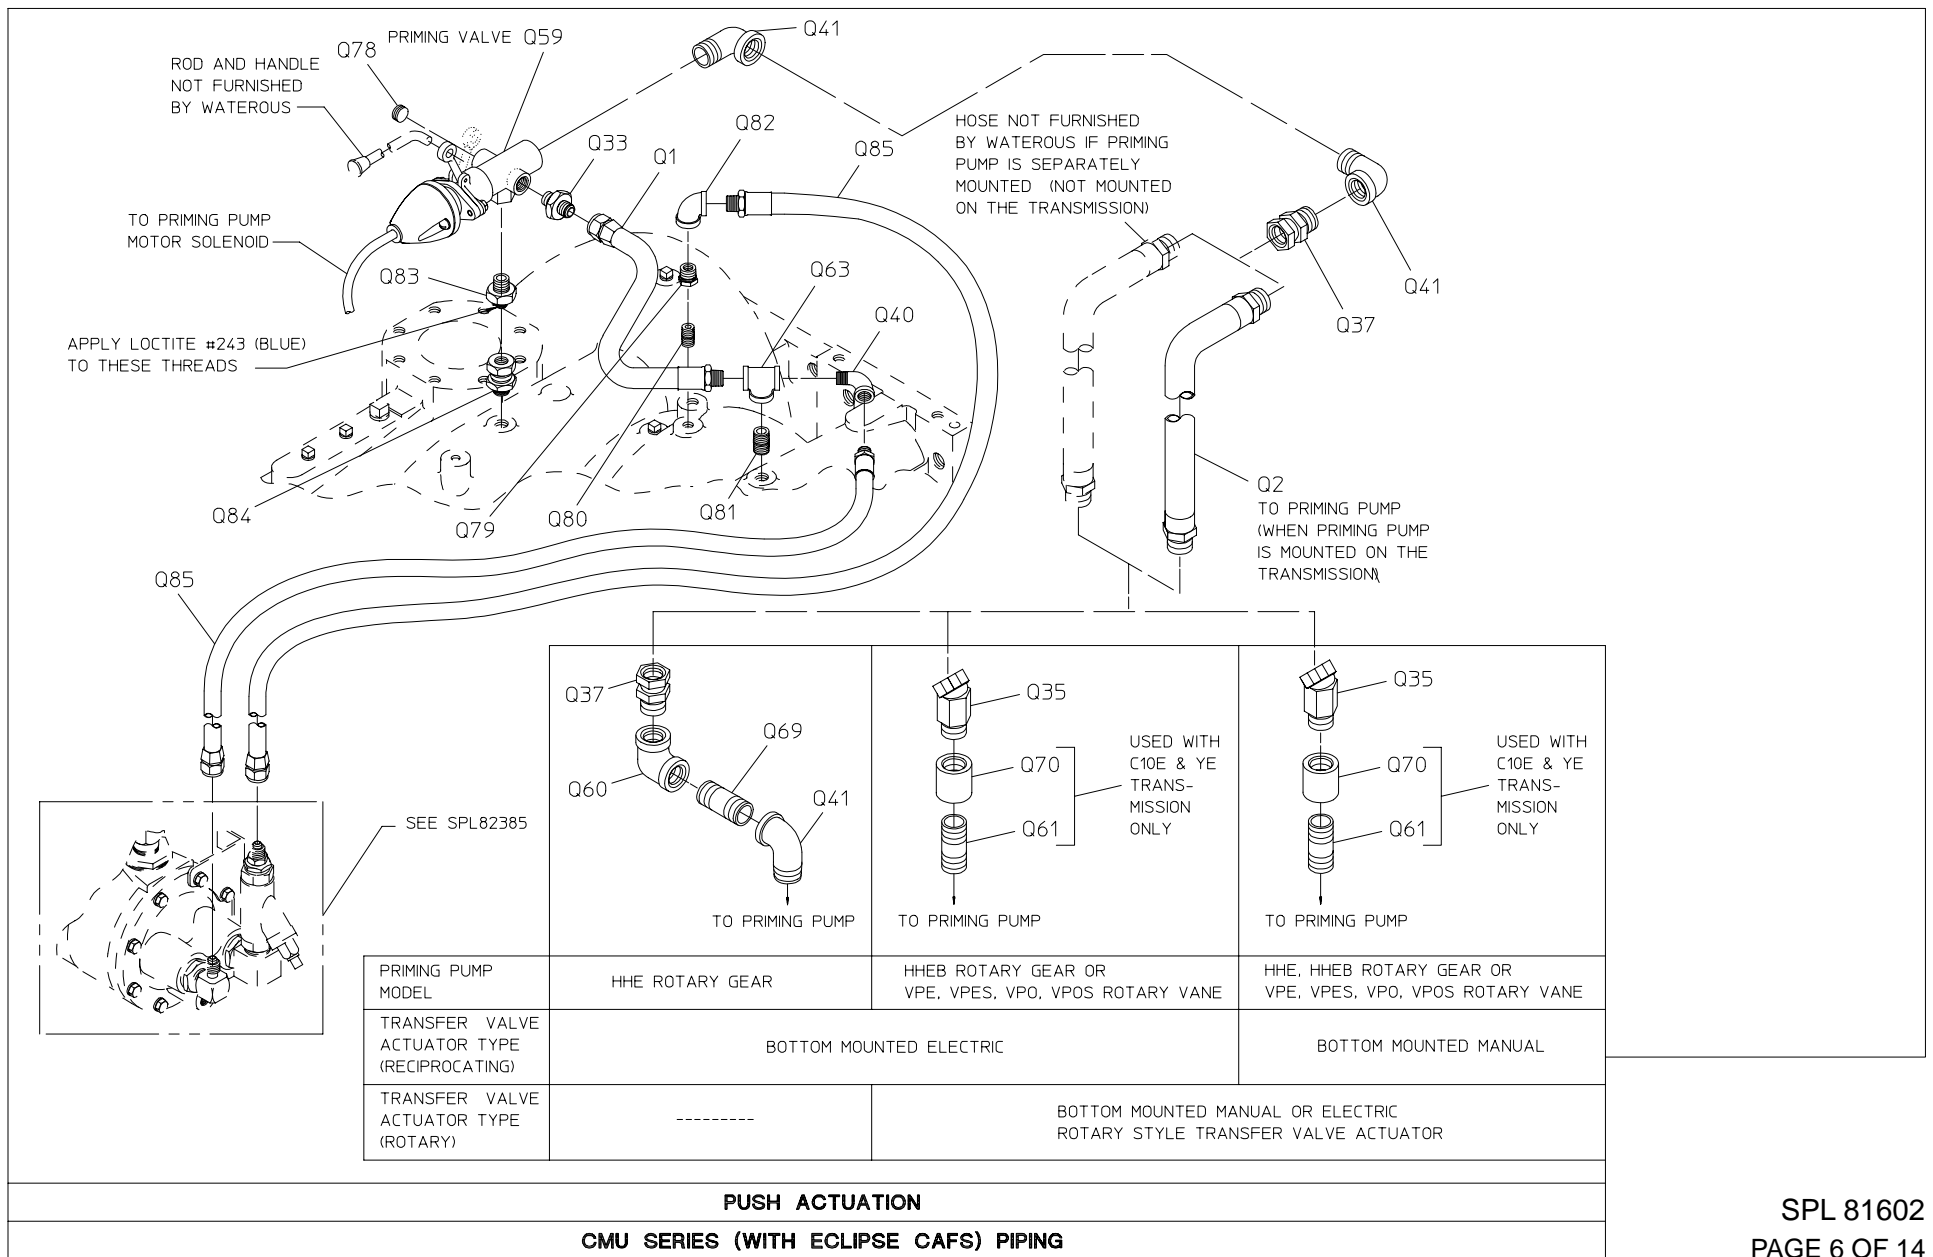 Q41
PRIMING VALVE Q59
Q78
ROD AND HANDLE
NOT FURNISHED
BY WATEROUS
Q33
Q1
Q82
Q85
HOSE NOT FURNISHED
BY WATEROUS IF PRIMING
PUMP IS SEPARATELY
MOUNTED (NOT MOUNTED
ON THE TRANSMISSION)
TO PRIMING PUMP
MOTOR SOLENOID
Q83
Q63
Q41
Q37
Q40
APPLY LOCTITE #243 (BLUE)
TO THESE THREADS
Q84
Q79
Q80
Q81
Q2
TO PRIMING PUMP
(WHEN PRIMING PUMP
IS MOUNTED ON THE
TRANSMISSION)
Q85
SEE SPL82385
Q37
Q60
Q69
Q41
TO PRIMING PUMP
Q35
Q70
Q61
USED WITH
C10E & YE
TRANS-
MISSION
ONLY
TO PRIMING PUMP
Q35
Q70
Q61
USED WITH
C10E & YE
TRANS-
MISSION
ONLY
TO PRIMING PUMP
PRIMING PUMP
MODEL
HHE ROTARY GEAR
HHEB ROTARY GEAR OR
VPE, VPES, VPO, VPOS ROTARY VANE
HHE, HHEB ROTARY GEAR OR
VPE, VPES, VPO, VPOS ROTARY VANE
TRANSFER VALVE
ACTUATOR TYPE
(RECIPROCATING)
BOTTOM MOUNTED ELECTRIC
BOTTOM MOUNTED MANUAL
TRANSFER VALVE
ACTUATOR TYPE
(ROTARY)
---------
BOTTOM MOUNTED MANUAL OR ELECTRIC
ROTARY STYLE TRANSFER VALVE ACTUATOR
PUSH ACTUATION
CMU SERIES (WITH ECLIPSE CAFS) PIPING
SPL 81602
PAGE 6 OF 14